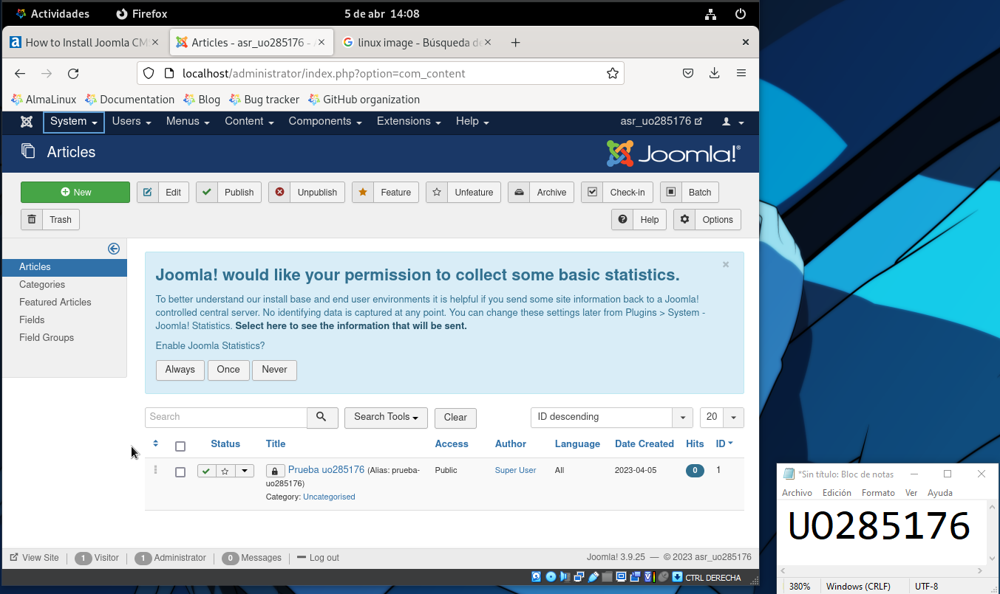 Actividades Firefox 5 de abr 14:08
How to Install Joomla CM Articles - asr_uo285176 - A linux image - Búsqueda de
localhost/administrator/index.php?option=com_content
AlmaLinux Documentation Blog Bug tracker GitHub organization
System Users Menus Content Components Extensions Help asr_uo285176
Articles Joomla!®
New Edit Publish Unpublish Feature Unfeature Archive Check-in Batch
Trash Help Options
Articles
Categories
Featured Articles
Fields
Field Groups
Joomla! would like your permission to collect some basic statistics. ×
To better understand our install base and end user environments it is helpful if you send some site information back to a Joomla!
controlled central server. No identifying data is captured at any point. You can change these settings later from Plugins > System -
Joomla! Statistics. Select here to see the information that will be sent.
Enable Joomla Statistics?
Always Once Never
Search Search Tools Clear ID descending 20
Status Title Access Author Language Date Created Hits ID
Prueba uo285176 (Alias: prueba- Public Super User All 2023-04-05 0 1
uo285176)
Category: Uncategorised
View Site 1 Visitor 1 Administrator 0 Messages Log out Joomla! 3.9.25 — © 2023 asr_uo285176
CTRL DERECHA
*Sin título: Bloc de notas
Archivo Edición Formato Ver Ayuda
UO285176
380% Windows (CRLF) UTF-8